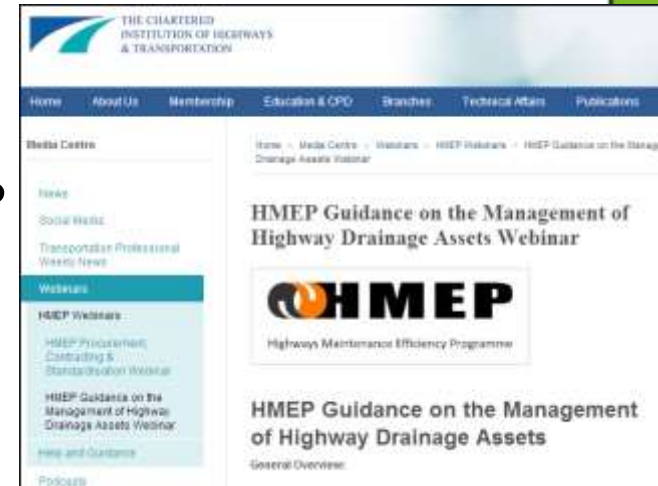 THE CHARTERED
INSTITUTION OF HIGHWAYS
& TRANSPORTATION
Home About Us Membership Education & CPD Branches Technical Affairs Publications
Media Centre
Home > Media Centre > Webinars > HMEP Webinars > HMEP Guidance on the Manag
Drainage Assets Webinar
News
Social Media
Transportation Professional
Weekly News
Webinars
HMEP Webinars
HMEP Procurement,
Contracting &
Standardisation Webinar
HMEP Guidance on the
Management of Highway
Drainage Assets Webinar
Help and Guidance
Podcasts
HMEP Guidance on the Management of
Highway Drainage Assets Webinar
HMEP
Highways Maintenance Efficiency Programme
HMEP Guidance on the Management
of Highway Drainage Assets
General Overview: